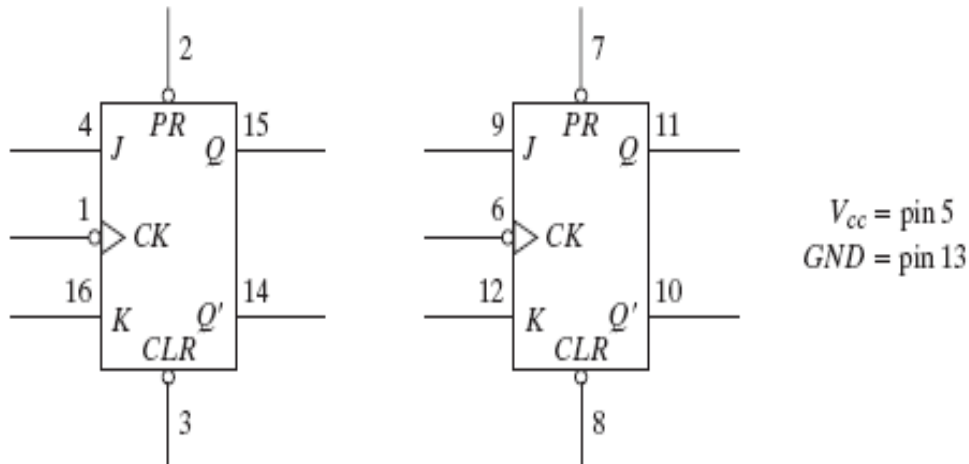 2
7
4 PR 15
J Q
9 PR 11
J Q
1
CK
6
CK
V_cc = pin 5
GND = pin 13
16 14
K Q'
CLR
12 10
K Q'
CLR
3
8